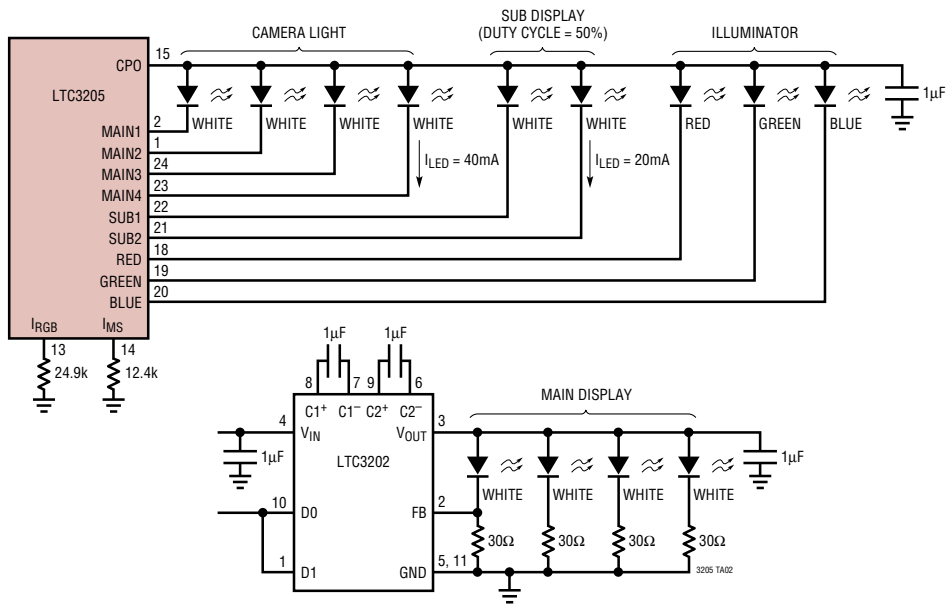 CAMERA LIGHT
SUB DISPLAY
(DUTY CYCLE = 50%)
ILLUMINATOR
15
CPO
LTC3205
1µF
WHITE
WHITE
WHITE
WHITE
WHITE
WHITE
RED
GREEN
BLUE
2
MAIN1
1
MAIN2
24
MAIN3
23
MAIN4
22
SUB1
21
SUB2
18
RED
19
GREEN
20
BLUE
ILED = 40mA
ILED = 20mA
IRGB
IMS
13
14
24.9k
12.4k
1µF
1µF
8
7
9
6
C1+
C1–
C2+
C2–
MAIN DISPLAY
4
VIN
VOUT
3
LTC3202
1µF
1µF
WHITE
WHITE
WHITE
WHITE
10
D0
FB
2
30Ω
30Ω
30Ω
30Ω
1
D1
GND
5, 11
3205 TA02